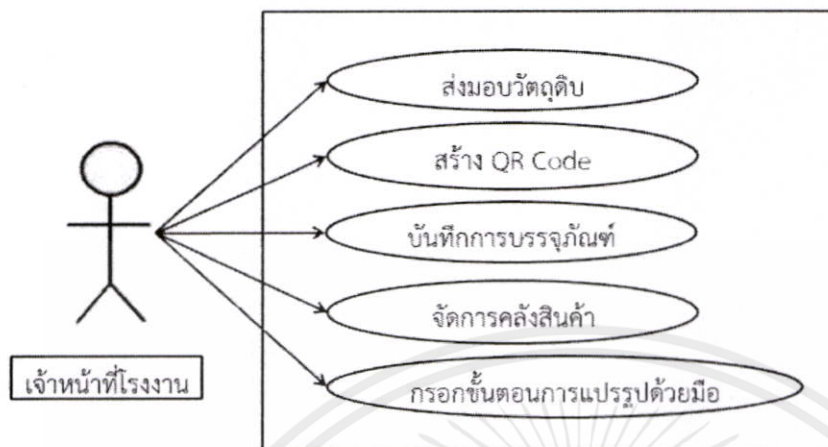 ส่งมอบวัตถุดิบ
สร้าง QR Code
บันทึกการบรรจุภัณฑ์
จัดการคลังสินค้า
กรอกขั้นตอนการแปรรูปด้วยมือ
เจ้าหน้าที่โรงงาน